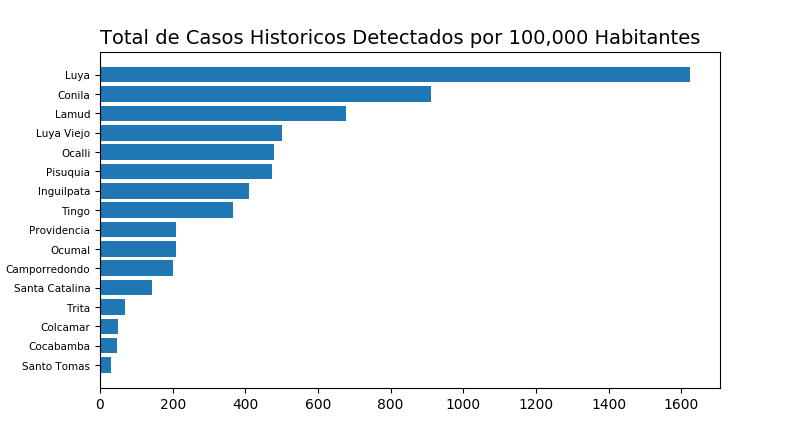 Total de Casos Historicos Detectados por 100,000 Habitantes
Luya
Conila
Lamud
Luya Viejo
Ocalli
Pisuquia
Inguilpata
Tingo
Providencia
Ocumal
Camporredondo
Santa Catalina
Trita
Colcamar
Cocabamba
Santo Tomas
0 200 400 600 800 1000 1200 1400 1600